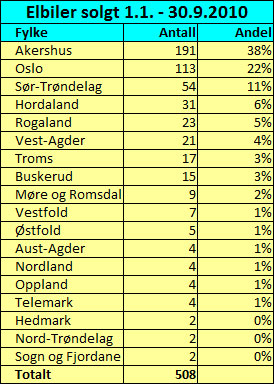 Elbiler solgt 1.1. - 30.9.2010
Fylke Antall Andel
Akershus 191 38%
Oslo 113 22%
Sør-Trøndelag 54 11%
Hordaland 31 6%
Rogaland 23 5%
Vest-Agder 21 4%
Troms 17 3%
Buskerud 15 3%
Møre og Romsdal 9 2%
Vestfold 7 1%
Østfold 5 1%
Aust-Agder 4 1%
Nordland 4 1%
Oppland 4 1%
Telemark 4 1%
Hedmark 2 0%
Nord-Trøndelag 2 0%
Sogn og Fjordane 2 0%
Totalt 508